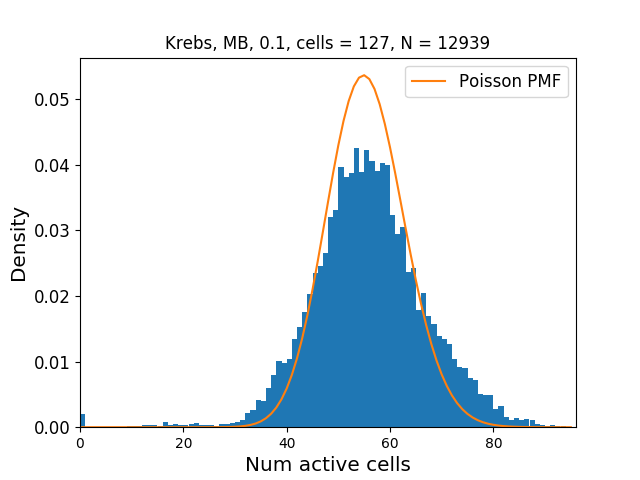 Krebs, MB, 0.1, cells = 127, N = 12939
Poisson PMF
0.05
0.04
0.03
0.02
0.01
0.00
Density
0 20 40 60 80
Num active cells